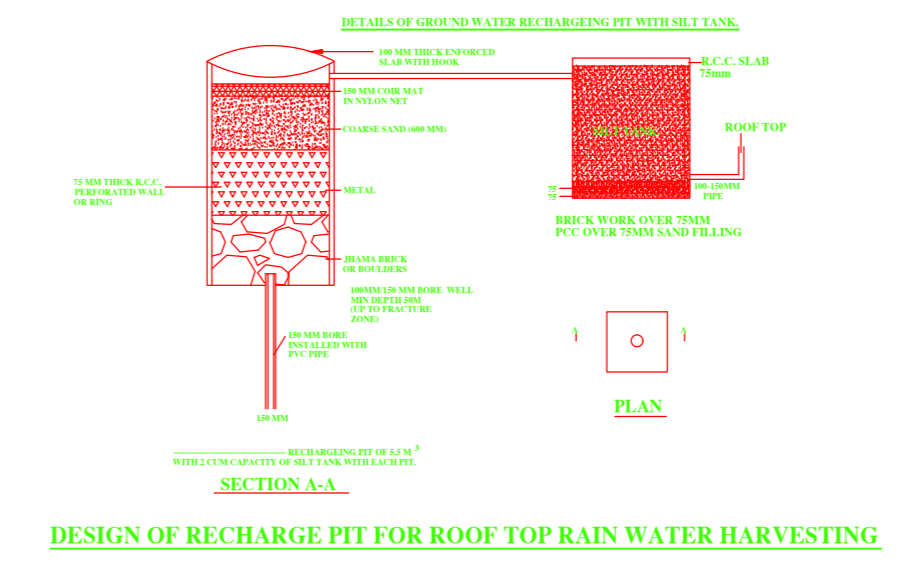 DETAILS OF GROUND WATER RECHARGEING PIT WITH SILT TANK.
100 MM THICK ENFORCED
SLAB WITH HOOK
R.C.C. SLAB
75mm
150 MM COIR MAT
IN NYLON NET
COARSE SAND (600 MM)
SILT TANK
ROOF TOP
75 MM THICK R.C.C.
PERFORATED WALL
OR RING
METAL
75
75
100-150MM
PIPE
BRICK WORK OVER 75MM
PCC OVER 75MM SAND FILLING
JHAMA BRICK
OR BOULDERS
100MM/150 MM BORE WELL
MIN DEPTH 50M
(UP TO FRACTURE
ZONE)
150 MM BORE
INSTALLED WITH
PVC PIPE
A
A
PLAN
150 MM
RECHARGEING PIT OF 5.5 M³
WITH 2 CUM CAPACITY OF SILT TANK WITH EACH PIT.
SECTION A-A
DESIGN OF RECHARGE PIT FOR ROOF TOP RAIN WATER HARVESTING